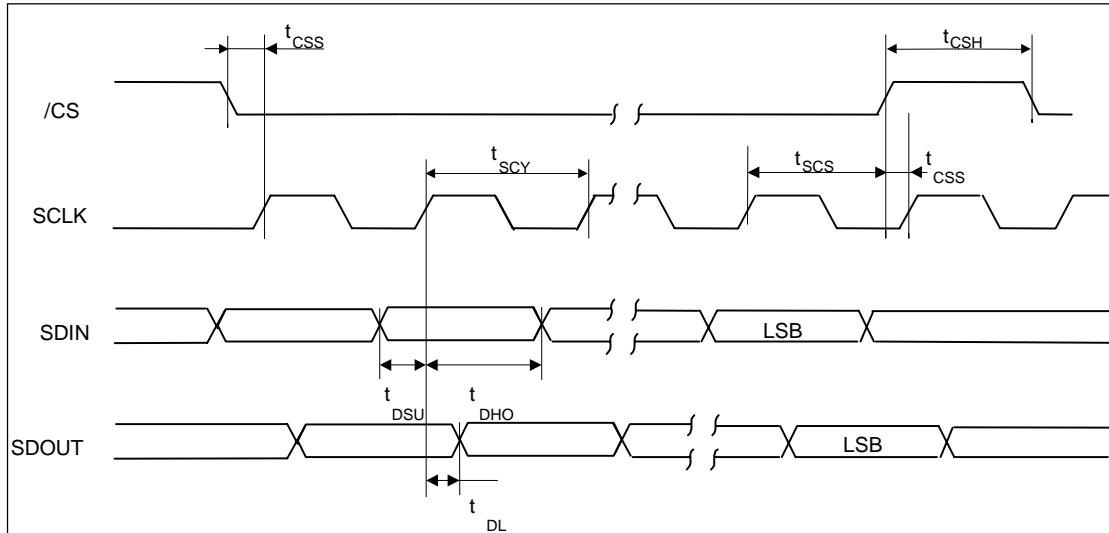 tCSS
tCSH
/CS
tSCY
tSCS
tCSS
SCLK
SDIN
LSB
tDSU
tDHO
SDOUT
LSB
tDL